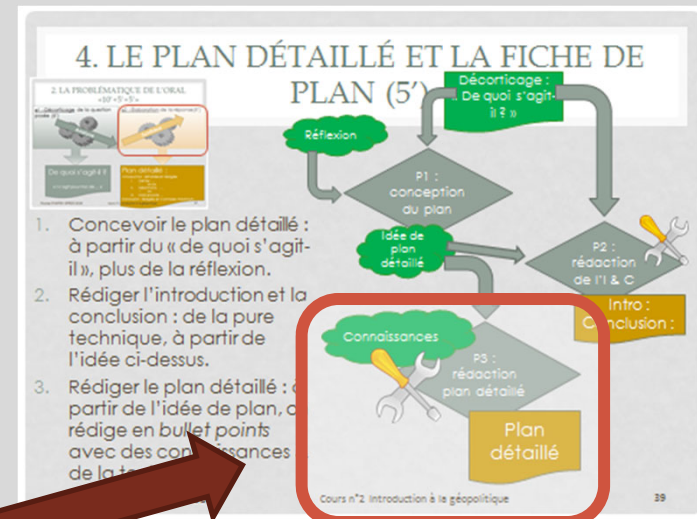 4. LE PLAN DÉTAILLÉ ET LA FICHE DE
PLAN (5')
2. LA PROBLÉMATIQUE DE L'ORAL
De quoi s'agit-il ?
Plan détaillé
Décorticage :
De quoi s'agit-
il ? »
Réflexion
P1 :
conception
du plan
Idée de
plan
détaillé
P2 :
rédaction
de l'I & C
Intro :
Conclusion :
1. Concevoir le plan détaillé :
à partir du « de quoi s'agit-
il », plus de la réflexion.
2. Rédiger l'introduction et la
conclusion : de la pure
technique, à partir de
l'idée ci-dessus.
3. Rédiger le plan détaillé :
partir de l'idée de plan,
rédige en bullet points
avec des connaissances
de la
Connaissances
P3 :
rédaction
plan détaillé
Plan
détaillé
Cours n°2 Introduction à la géopolitique
39